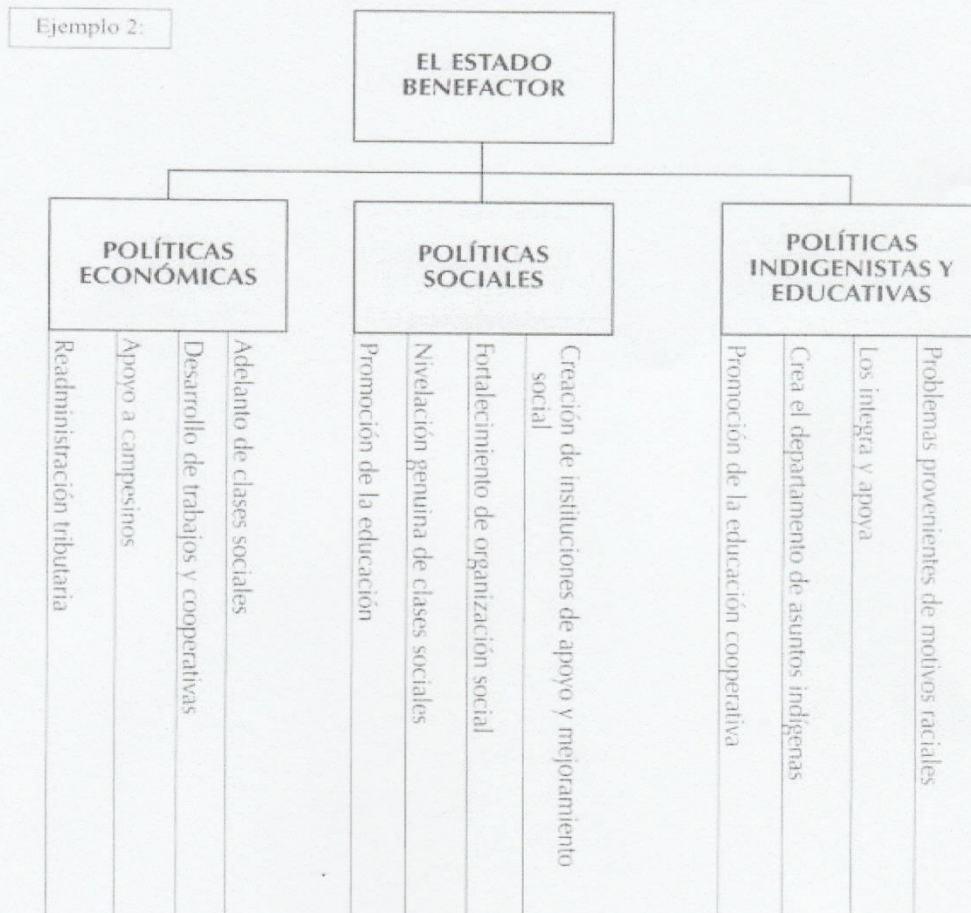 Ejemplo 2:
EL ESTADO
BENEFACTOR
POLÍTICAS
ECONÓMICAS
Adelanto de clases sociales
Desarrollo de trabajos y cooperativas
Apoyo a campesinos
Readministración tributaria
POLÍTICAS
SOCIALES
Creación de instituciones de apoyo y mejoramiento
social
Fortalecimiento de organización social
Nivelación genuina de clases sociales
Promoción de la educación
POLÍTICAS
INDIGENISTAS Y
EDUCATIVAS
Problemas provenientes de motivos raciales
Los integra y apoya
Crea el departamento de asuntos indígenas
Promoción de la educación cooperativa